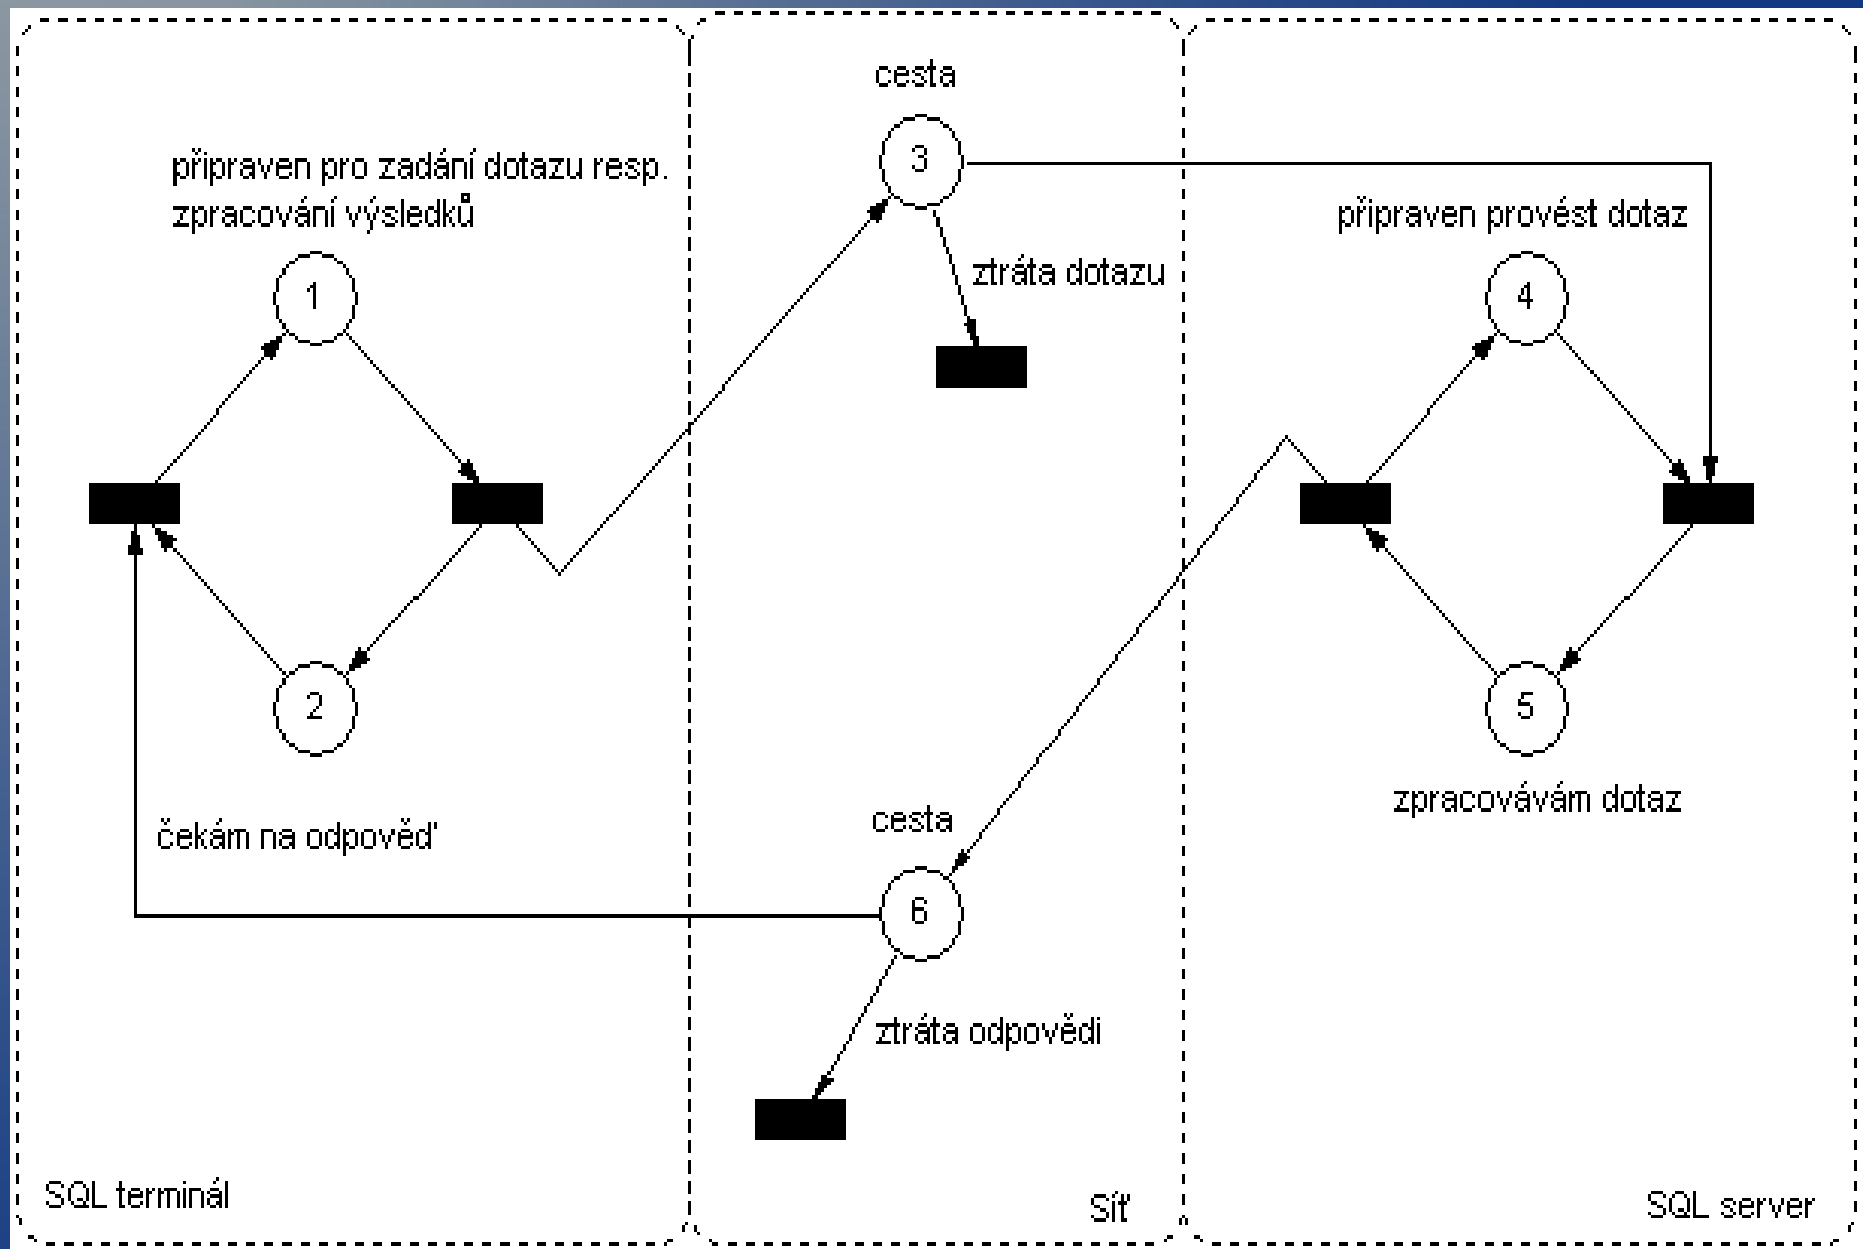 cesta
3
připraven pro zadání dotazu resp.
zpracování výsledků
připraven provést dotaz
ztráta dotazu
1
4
2
5
zpracovávám dotaz
cesta
čekám na odpověď
6
ztráta odpovědi
SQL terminál
Síť
SQL server